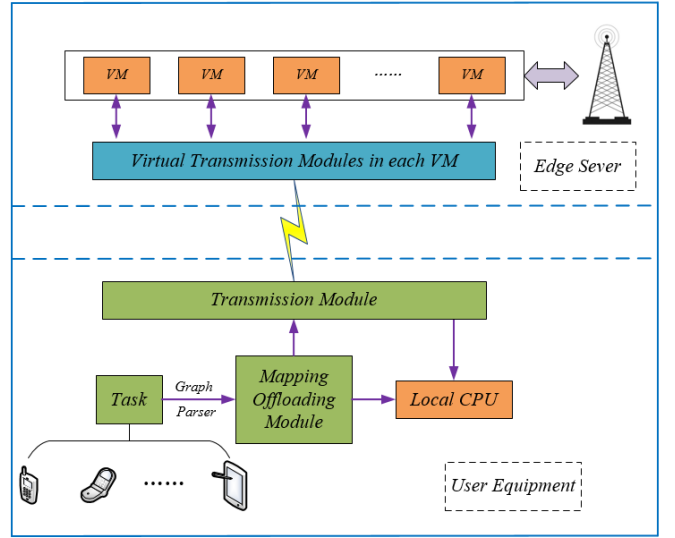 VM
VM
VM
......
VM
Virtual Transmission Modules in each VM
Edge Sever
Transmission Module
Mapping
Offloading
Module
Task
Graph
Parser
Local CPU
......
User Equipment